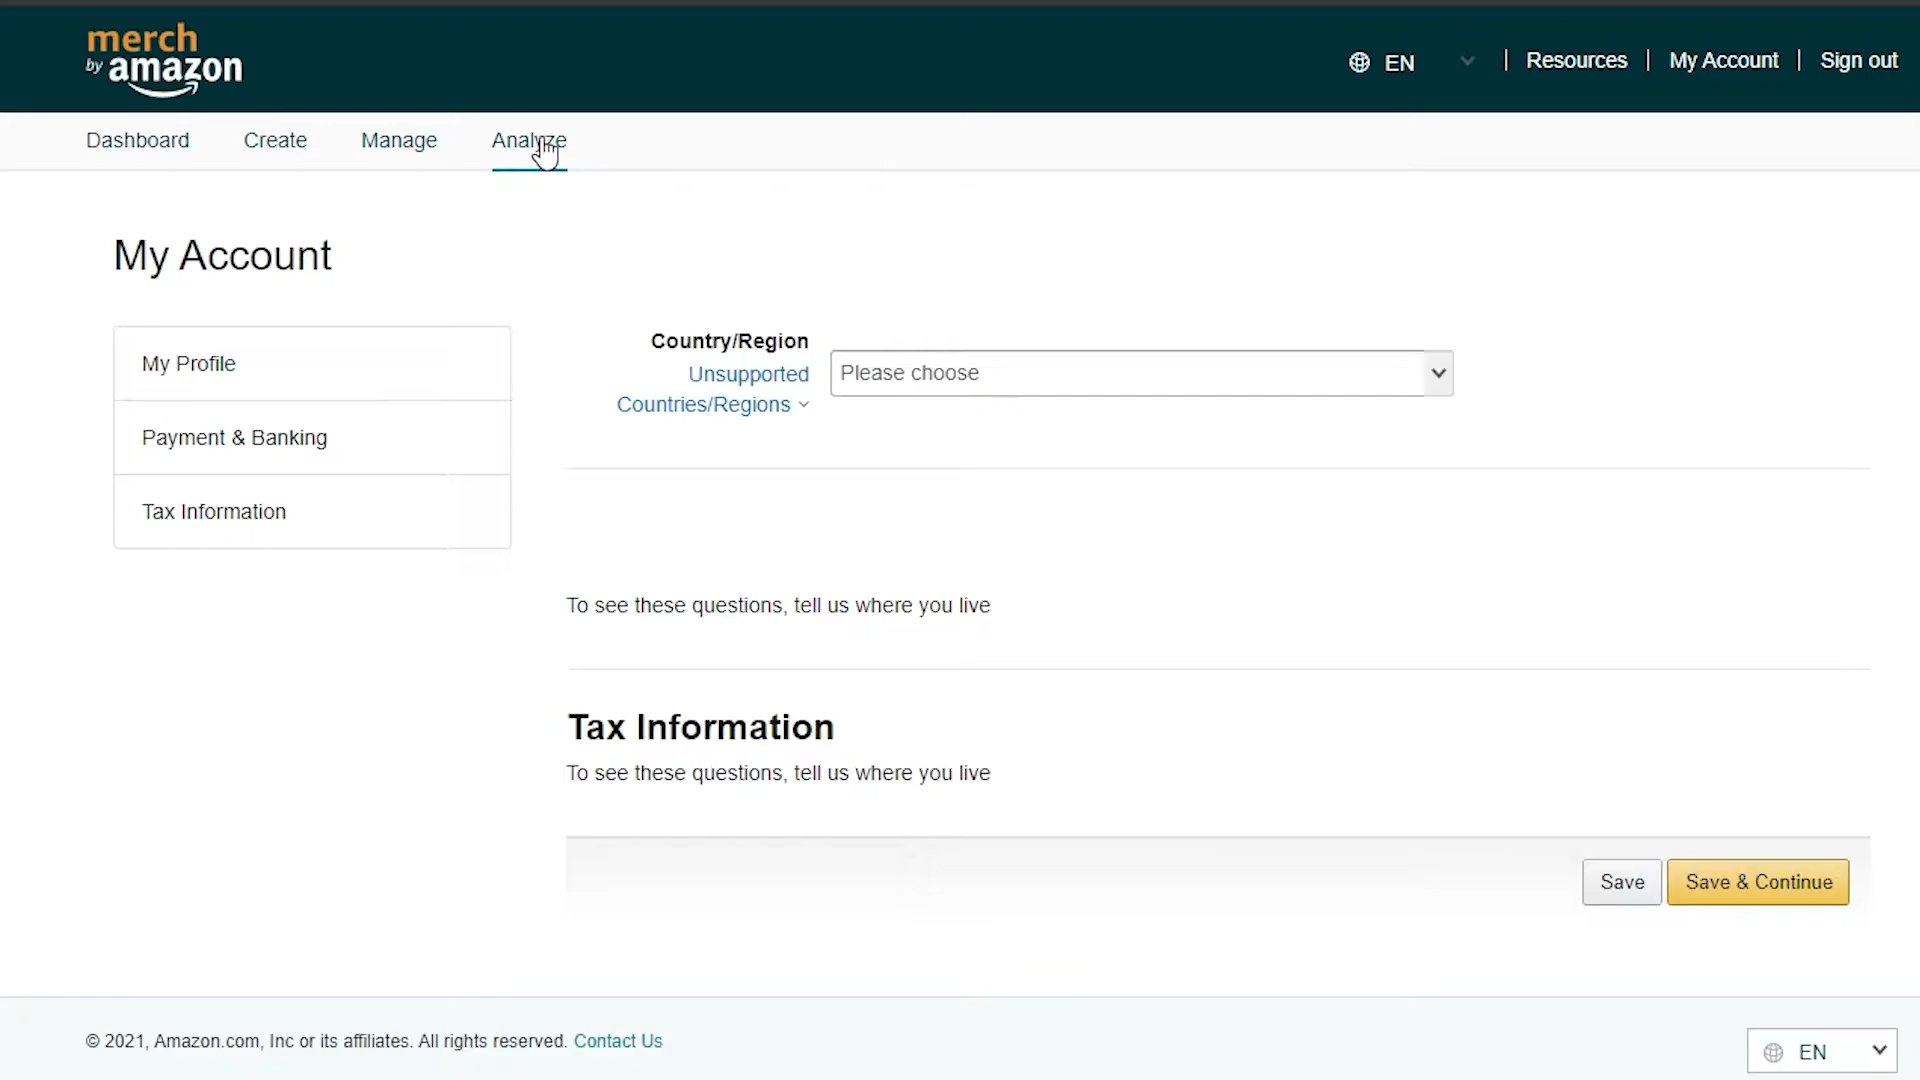 merch
by amazon
EN
Resources
My Account
Sign out
Dashboard
Create
Manage
Analyze
My Account
My Profile
Payment & Banking
Tax Information
Country/Region
Unsupported
Countries/Regions
Please choose
To see these questions, tell us where you live
Tax Information
To see these questions, tell us where you live
Save
Save & Continue
© 2021, Amazon.com, Inc or its affiliates. All rights reserved. Contact Us
EN